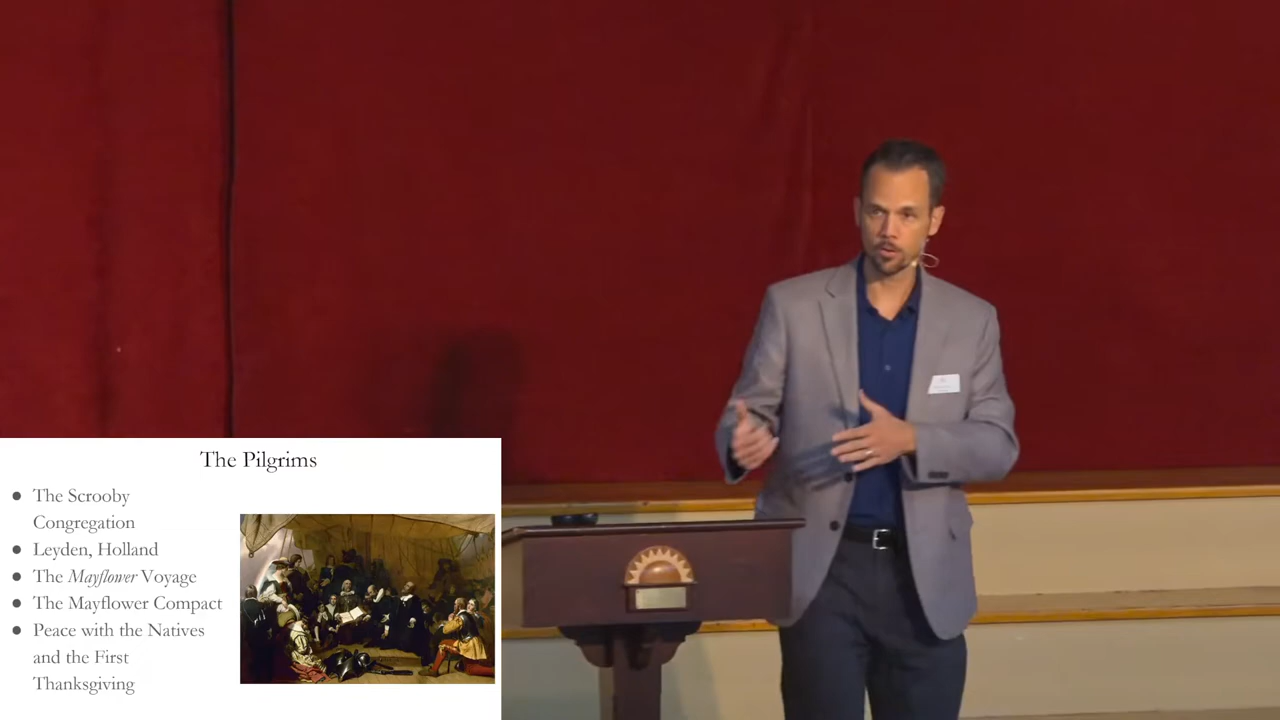 The Pilgrims
● The Scrooby
Congregation
● Leyden, Holland
● The Mayflower Voyage
● The Mayflower Compact
● Peace with the Natives
and the First
Thanksgiving